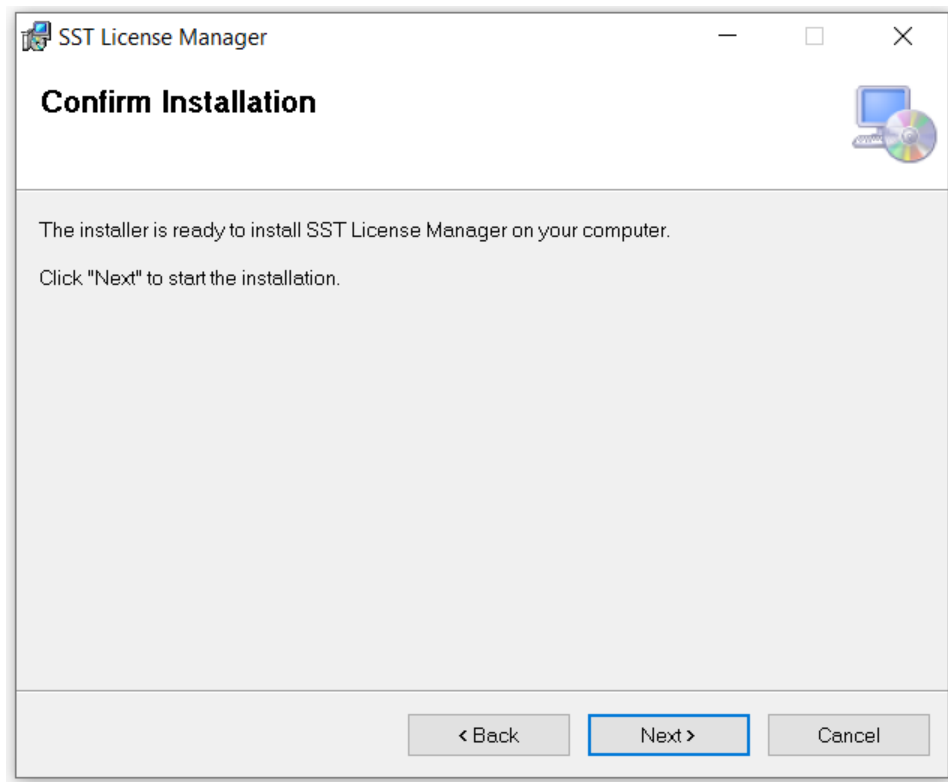 SST License Manager
Confirm Installation
The installer is ready to install SST License Manager on your computer.
Click "Next" to start the installation.
< Back
Next >
Cancel